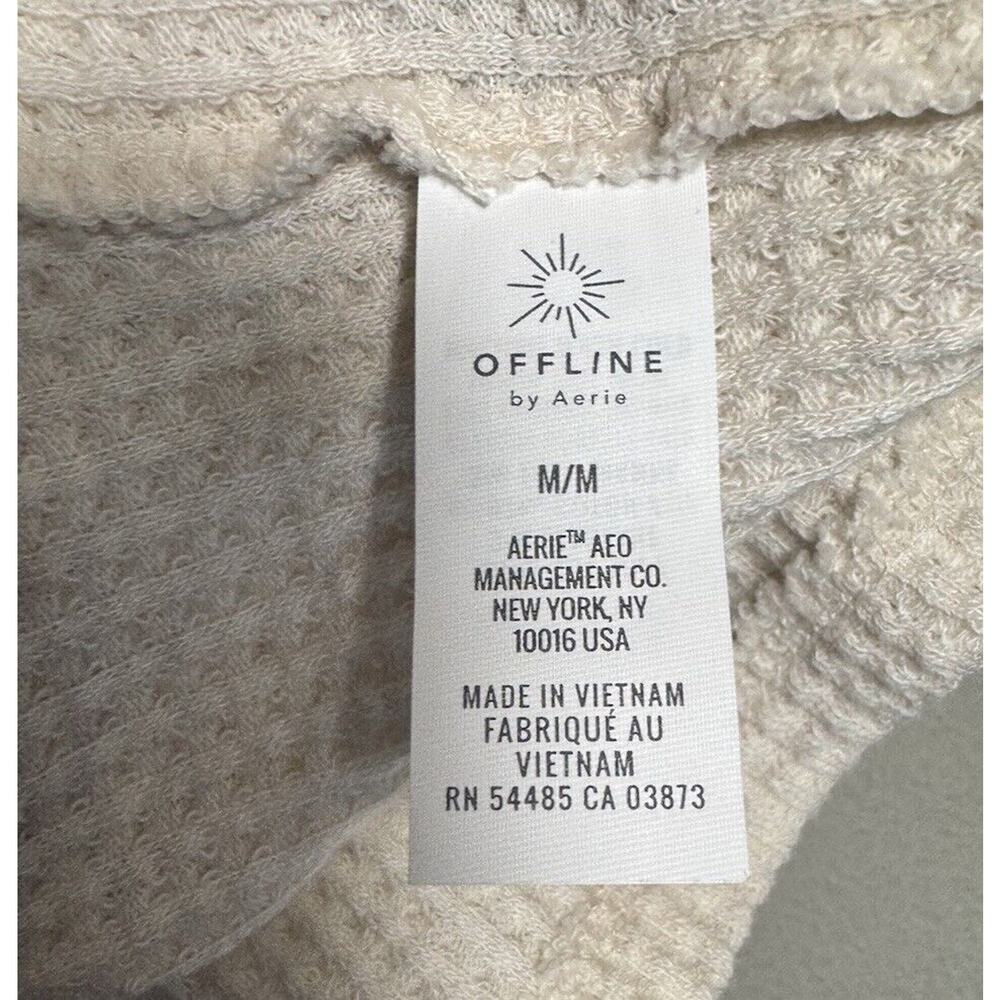 OFFLINE
by Aerie
M/M
AERIE™ AEO
MANAGEMENT CO.
NEW YORK, NY
10016 USA
MADE IN VIETNAM
FABRIQUÉ AU
VIETNAM
RN 54485 CA 03873